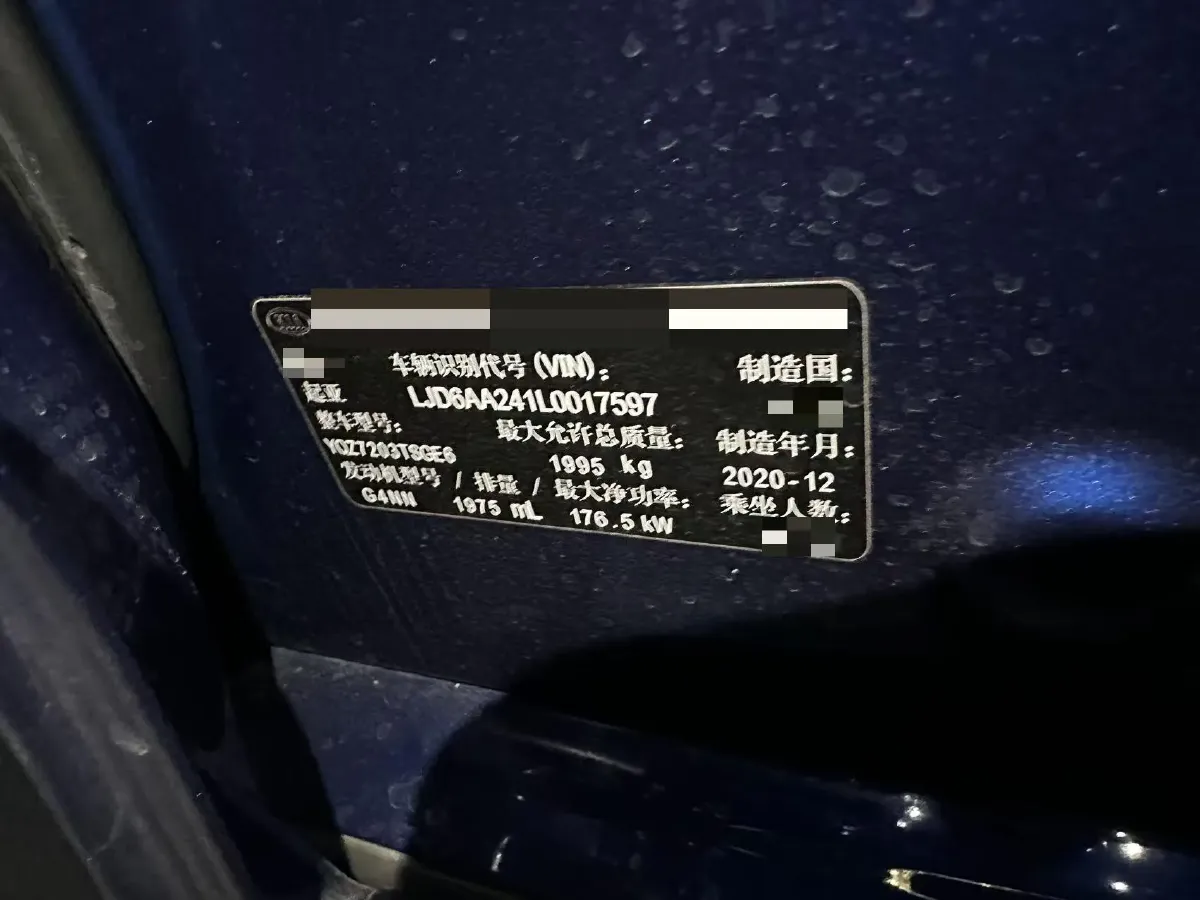 车辆识别代号 (VIN)： 制造国：
起亚 LJD6AA241L0017597
整车型号： 最大允许总质量： 制造年月：
YQZ7203TSGE6 1995 kg 2020-12
发动机型号 / 排量 / 最大净功率： 乘坐人数：
G4NN 1975 mL 176.5 kW